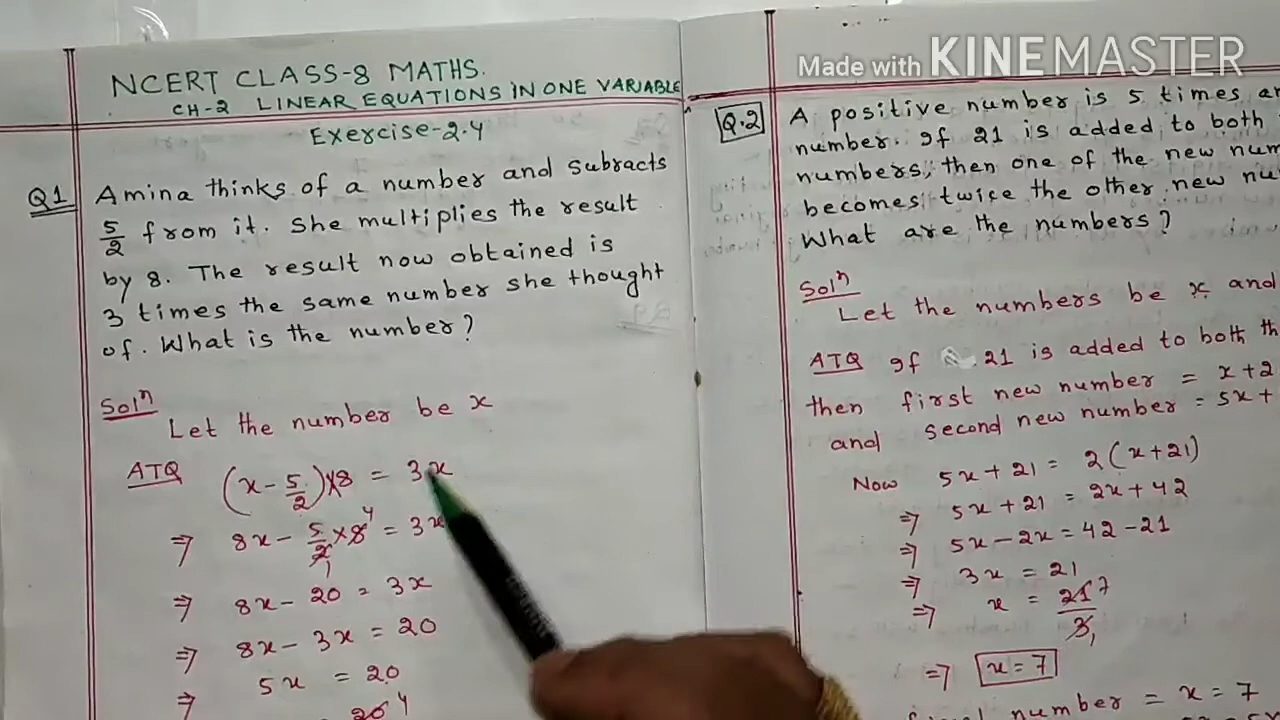 Made with KINEMASTER
NCERT CLASS-8 MATHS.
CH-2 LINEAR EQUATIONS IN ONE VARIABLE
Exercise-2.4
Q1 Amina thinks of a number and subracts
5/2 from it. She multiplies the result
by 8. The result now obtained is
3 times the same number she thought
of. What is the number?
Solⁿ
Let the number be x
ATQ (x - 5/2)×8 = 3x
⇒ 8x - 5/2 × 8 4 = 3x
1
⇒ 8x - 20 = 3x
⇒ 8x - 3x = 20
⇒ 5x = 20
20 4
Q.2 A positive number is 5 times
number. If 21 is added to both
numbers, then one of the new
becomes twice the other new
What are the numbers?
Solⁿ
Let the numbers be x and
ATQ If 21 is added to both
then first new number = x+2
and second new number = 5x+
Now 5x+21 = 2(x+21)
⇒ 5x+21 = 2x+42
⇒ 5x-2x = 42-21
⇒ 3x = 21
⇒ x = 21 7 / 3 1
⇒ x=7
number = x = 7